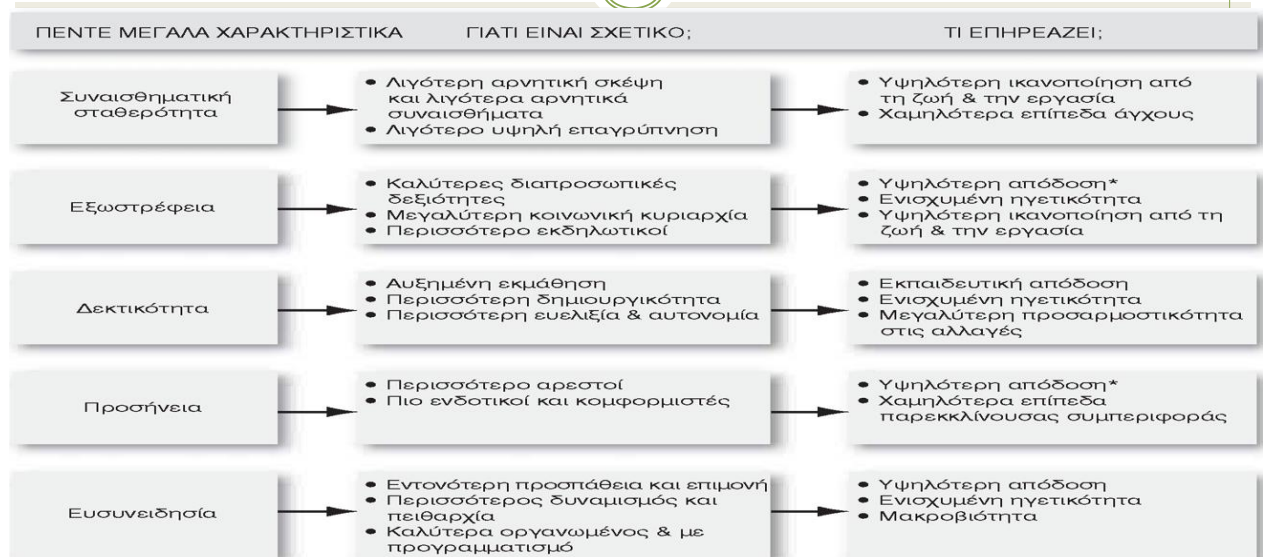 ΠΕΝΤΕ ΜΕΓΑΛΑ ΧΑΡΑΚΤΗΡΙΣΤΙΚΑ ΓΙΑΤΙ ΕΙΝΑΙ ΣΧΕΤΙΚΟ; ΤΙ ΕΠΗΡΕΑΖΕΙ;
Συναισθηματική
σταθερότητα
• Λιγότερη αρνητική σκέψη
και λιγότερα αρνητικά
συναισθήματα
• Λιγότερο υψηλή επαγρύπνηση
• Υψηλότερη ικανοποίηση από
τη ζωή & την εργασία
• Χαμηλότερα επίπεδα άγχους
Εξωστρέφεια
• Καλύτερες διαπροσωπικές
δεξιότητες
• Μεγαλύτερη κοινωνική κυριαρχία
• Περισσότερο εκδηλωτικοί
• Υψηλότερη απόδοση*
• Ενισχυμένη ηγετικότητα
• Υψηλότερη ικανοποίηση από τη
ζωή & την εργασία
Δεκτικότητα
• Αυξημένη εκμάθηση
• Περισσότερη δημιουργικότητα
• Περισσότερη ευελιξία & αυτονομία
• Εκπαιδευτική απόδοση
• Ενισχυμένη ηγετικότητα
• Μεγαλύτερη προσαρμοστικότητα
στις αλλαγές
Προσήνεια
• Περισσότερο αρεστοί
• Πιο ενδοτικοί και κομφορμιστές
• Υψηλότερη απόδοση*
• Χαμηλότερα επίπεδα
παρεκκλίνουσας συμπεριφοράς
Ευσυνειδησία
• Εντονότερη προσπάθεια και επιμονή
• Περισσότερος δυναμισμός και
πειθαρχία
• Καλύτερα οργανωμένος & με
προγραμματισμό
• Υψηλότερη απόδοση
• Ενισχυμένη ηγετικότητα
• Μακροβιότητα